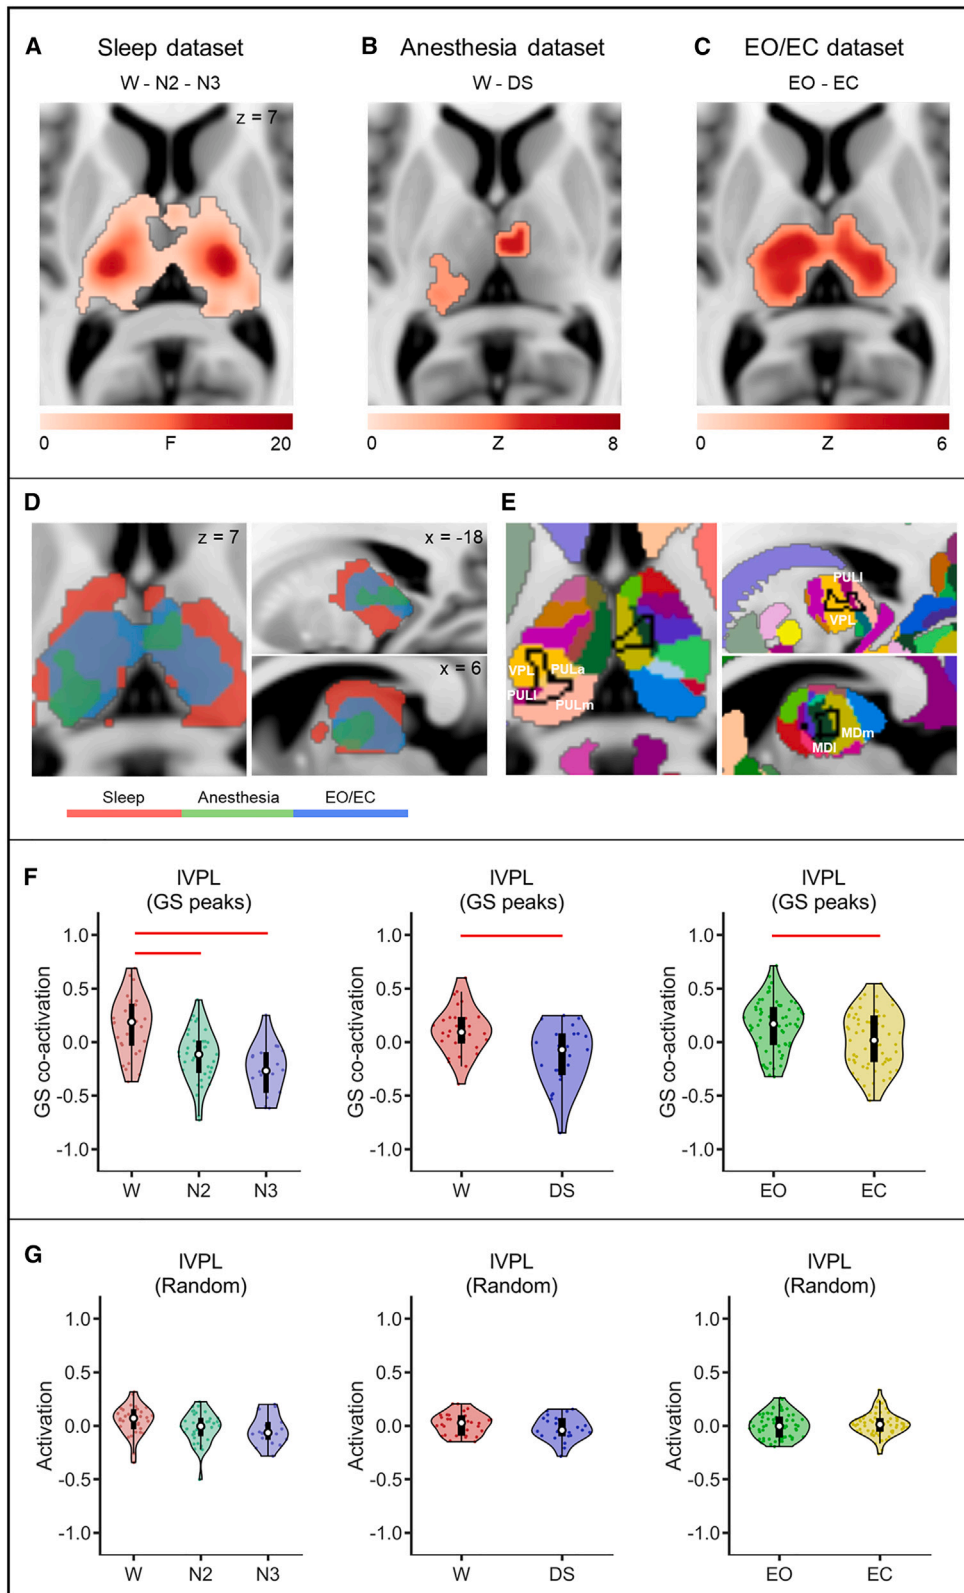 A Sleep dataset
W - N2 - N3
z = 7
0 F 20
B Anesthesia dataset
W - DS
0 Z 8
C EO/EC dataset
EO - EC
0 Z 6
D
z = 7
x = -18
x = 6
Sleep Anesthesia EO/EC
E
VPL PULa
PULl
PULm
PULl
VPL
MDm
MDl
F
lVPL
(GS peaks)
GS co-activation
1.0
0.5
0.0
-0.5
-1.0
W N2 N3
lVPL
(GS peaks)
GS co-activation
1.0
0.5
0.0
-0.5
-1.0
W DS
lVPL
(GS peaks)
GS co-activation
1.0
0.5
0.0
-0.5
-1.0
EO EC
G
lVPL
(Random)
Activation
1.0
0.5
0.0
-0.5
-1.0
W N2 N3
lVPL
(Random)
Activation
1.0
0.5
0.0
-0.5
-1.0
W DS
lVPL
(Random)
Activation
1.0
0.5
0.0
-0.5
-1.0
EO EC